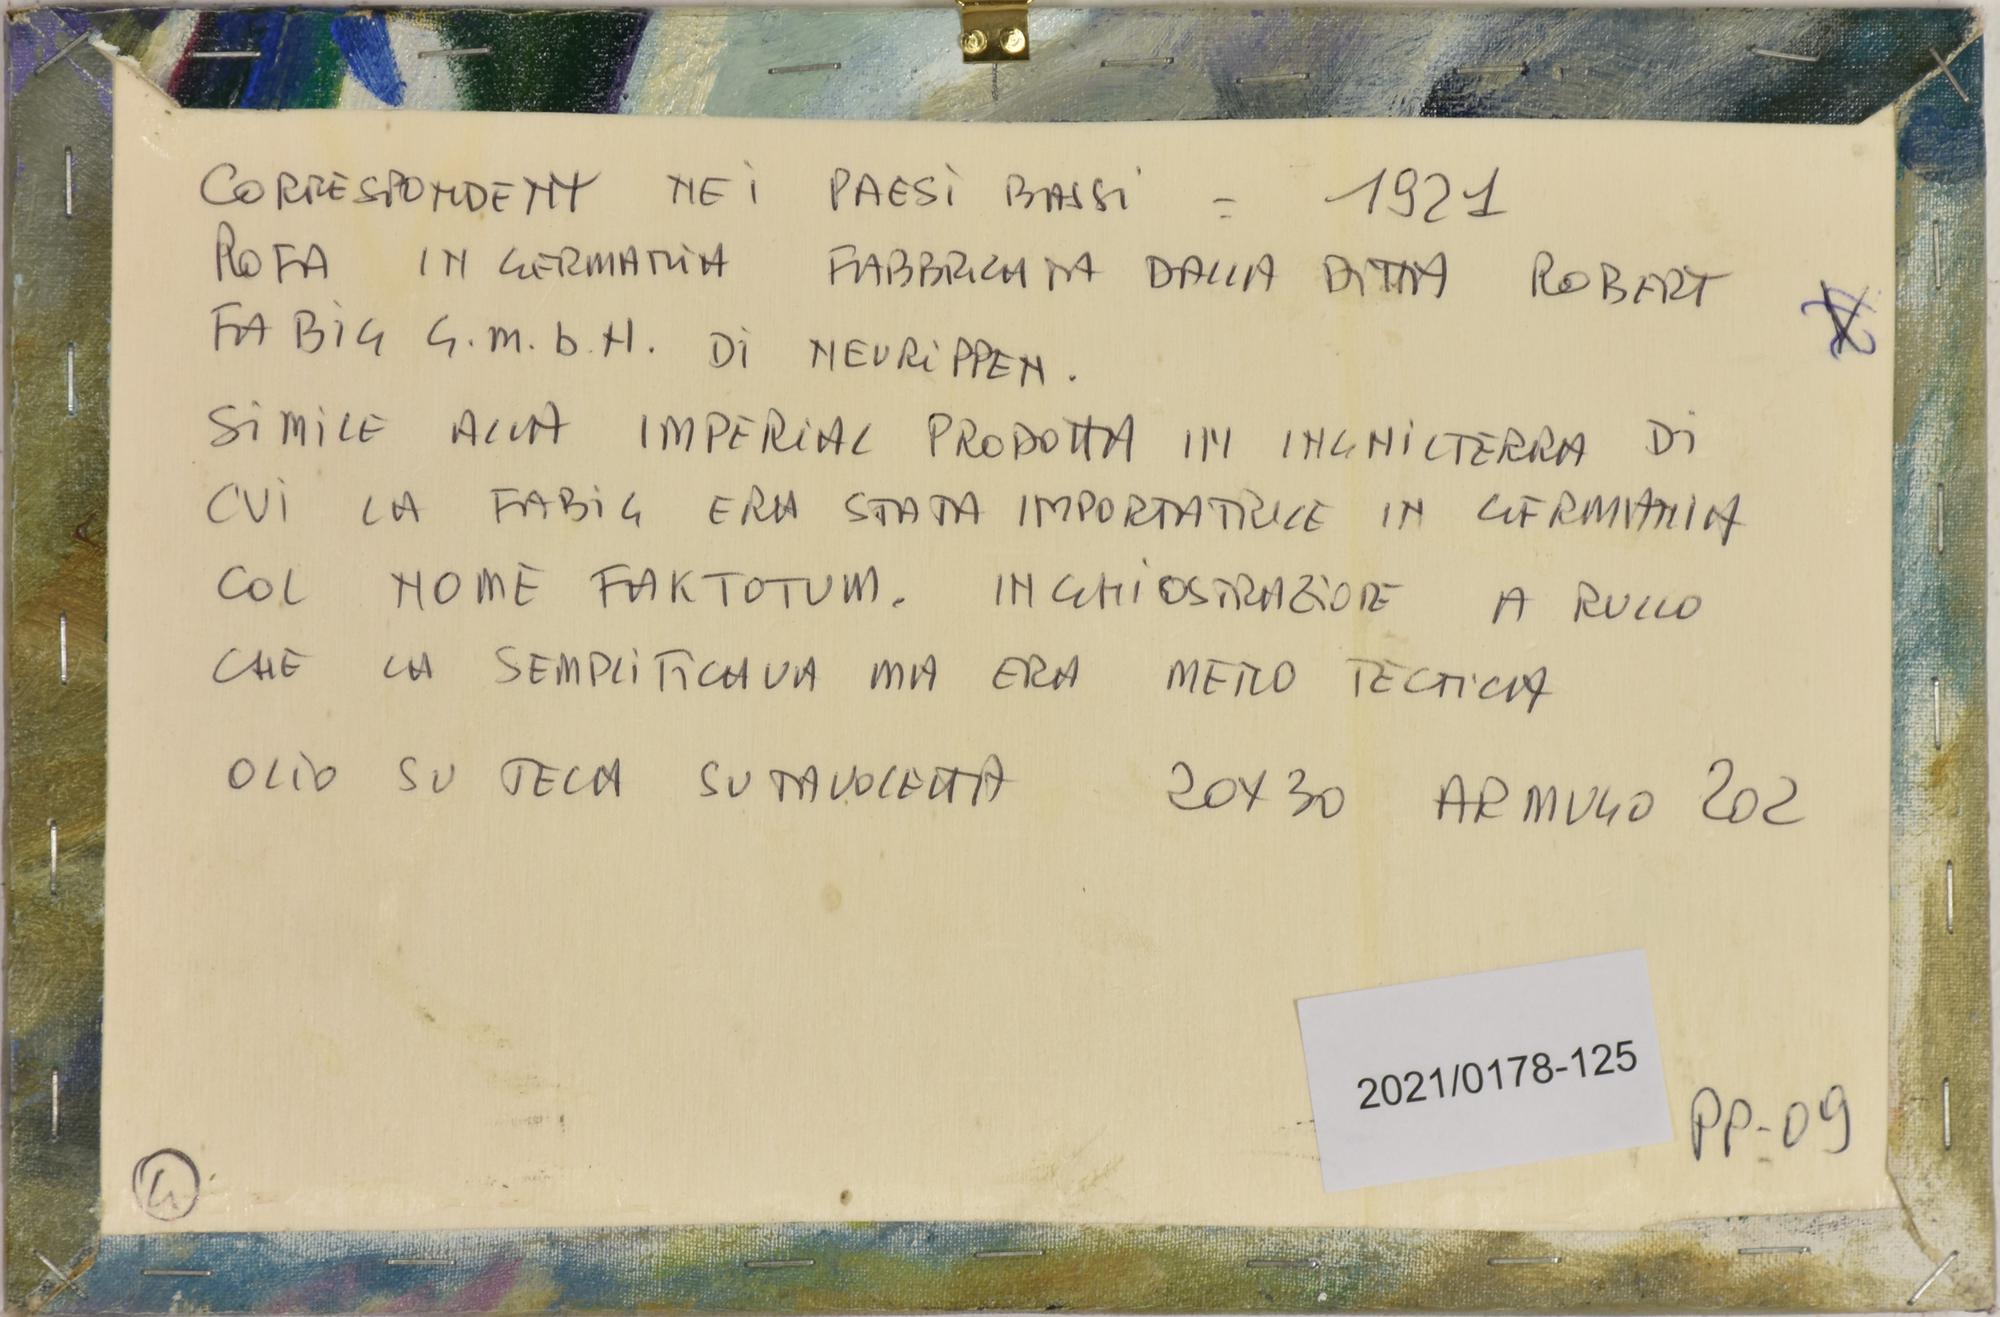 CORRESPONDENT NEI PAESI BASSI = 1921
ROFA IN GERMANIA FABBRICATA DALLA DITTA ROBERT
FABIG G.m.b.H. DI NEURIPPEN.
SIMILE ALLA IMPERIAL PRODOTTA IN INGHILTERRA DI
CUI LA FABIG ERA STATA IMPORTATRICE IN GERMANIA
COL NOME FAKTOTUM. INCHIOSTRAZIONE A RULLO
CHE LA SEMPLIFICAVA MA ERA MENO TECNICA
OLIO SU TELA SU TAVOLETTA 20X30 ARMUGO 202
2021/0178-125
PP-09